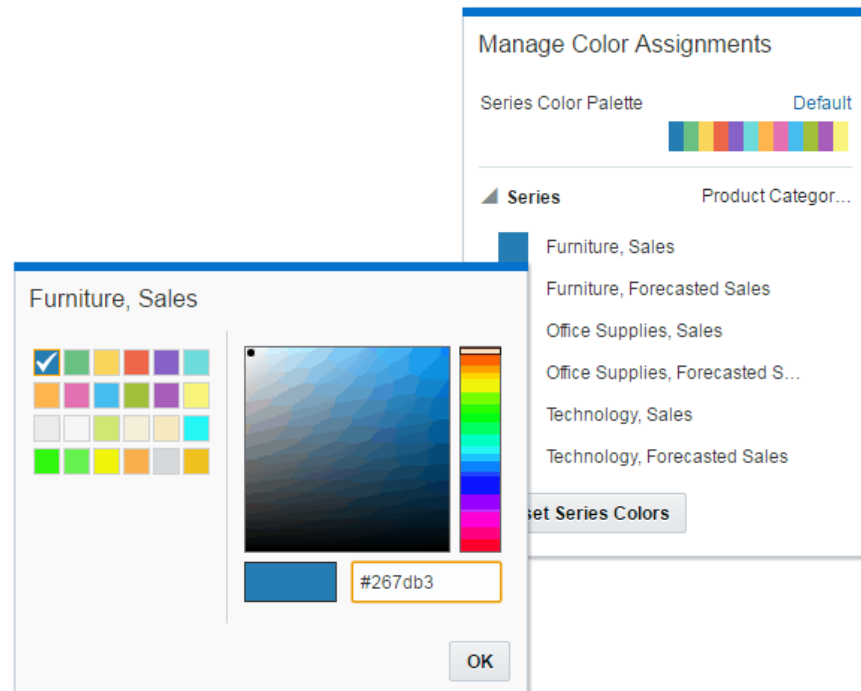 Manage Color Assignments
Series Color Palette Default
Series Product Categor...
Furniture, Sales
Furniture, Forecasted Sales
Office Supplies, Sales
Office Supplies, Forecasted S...
Technology, Sales
Technology, Forecasted Sales
set Series Colors
Furniture, Sales
#267db3
OK